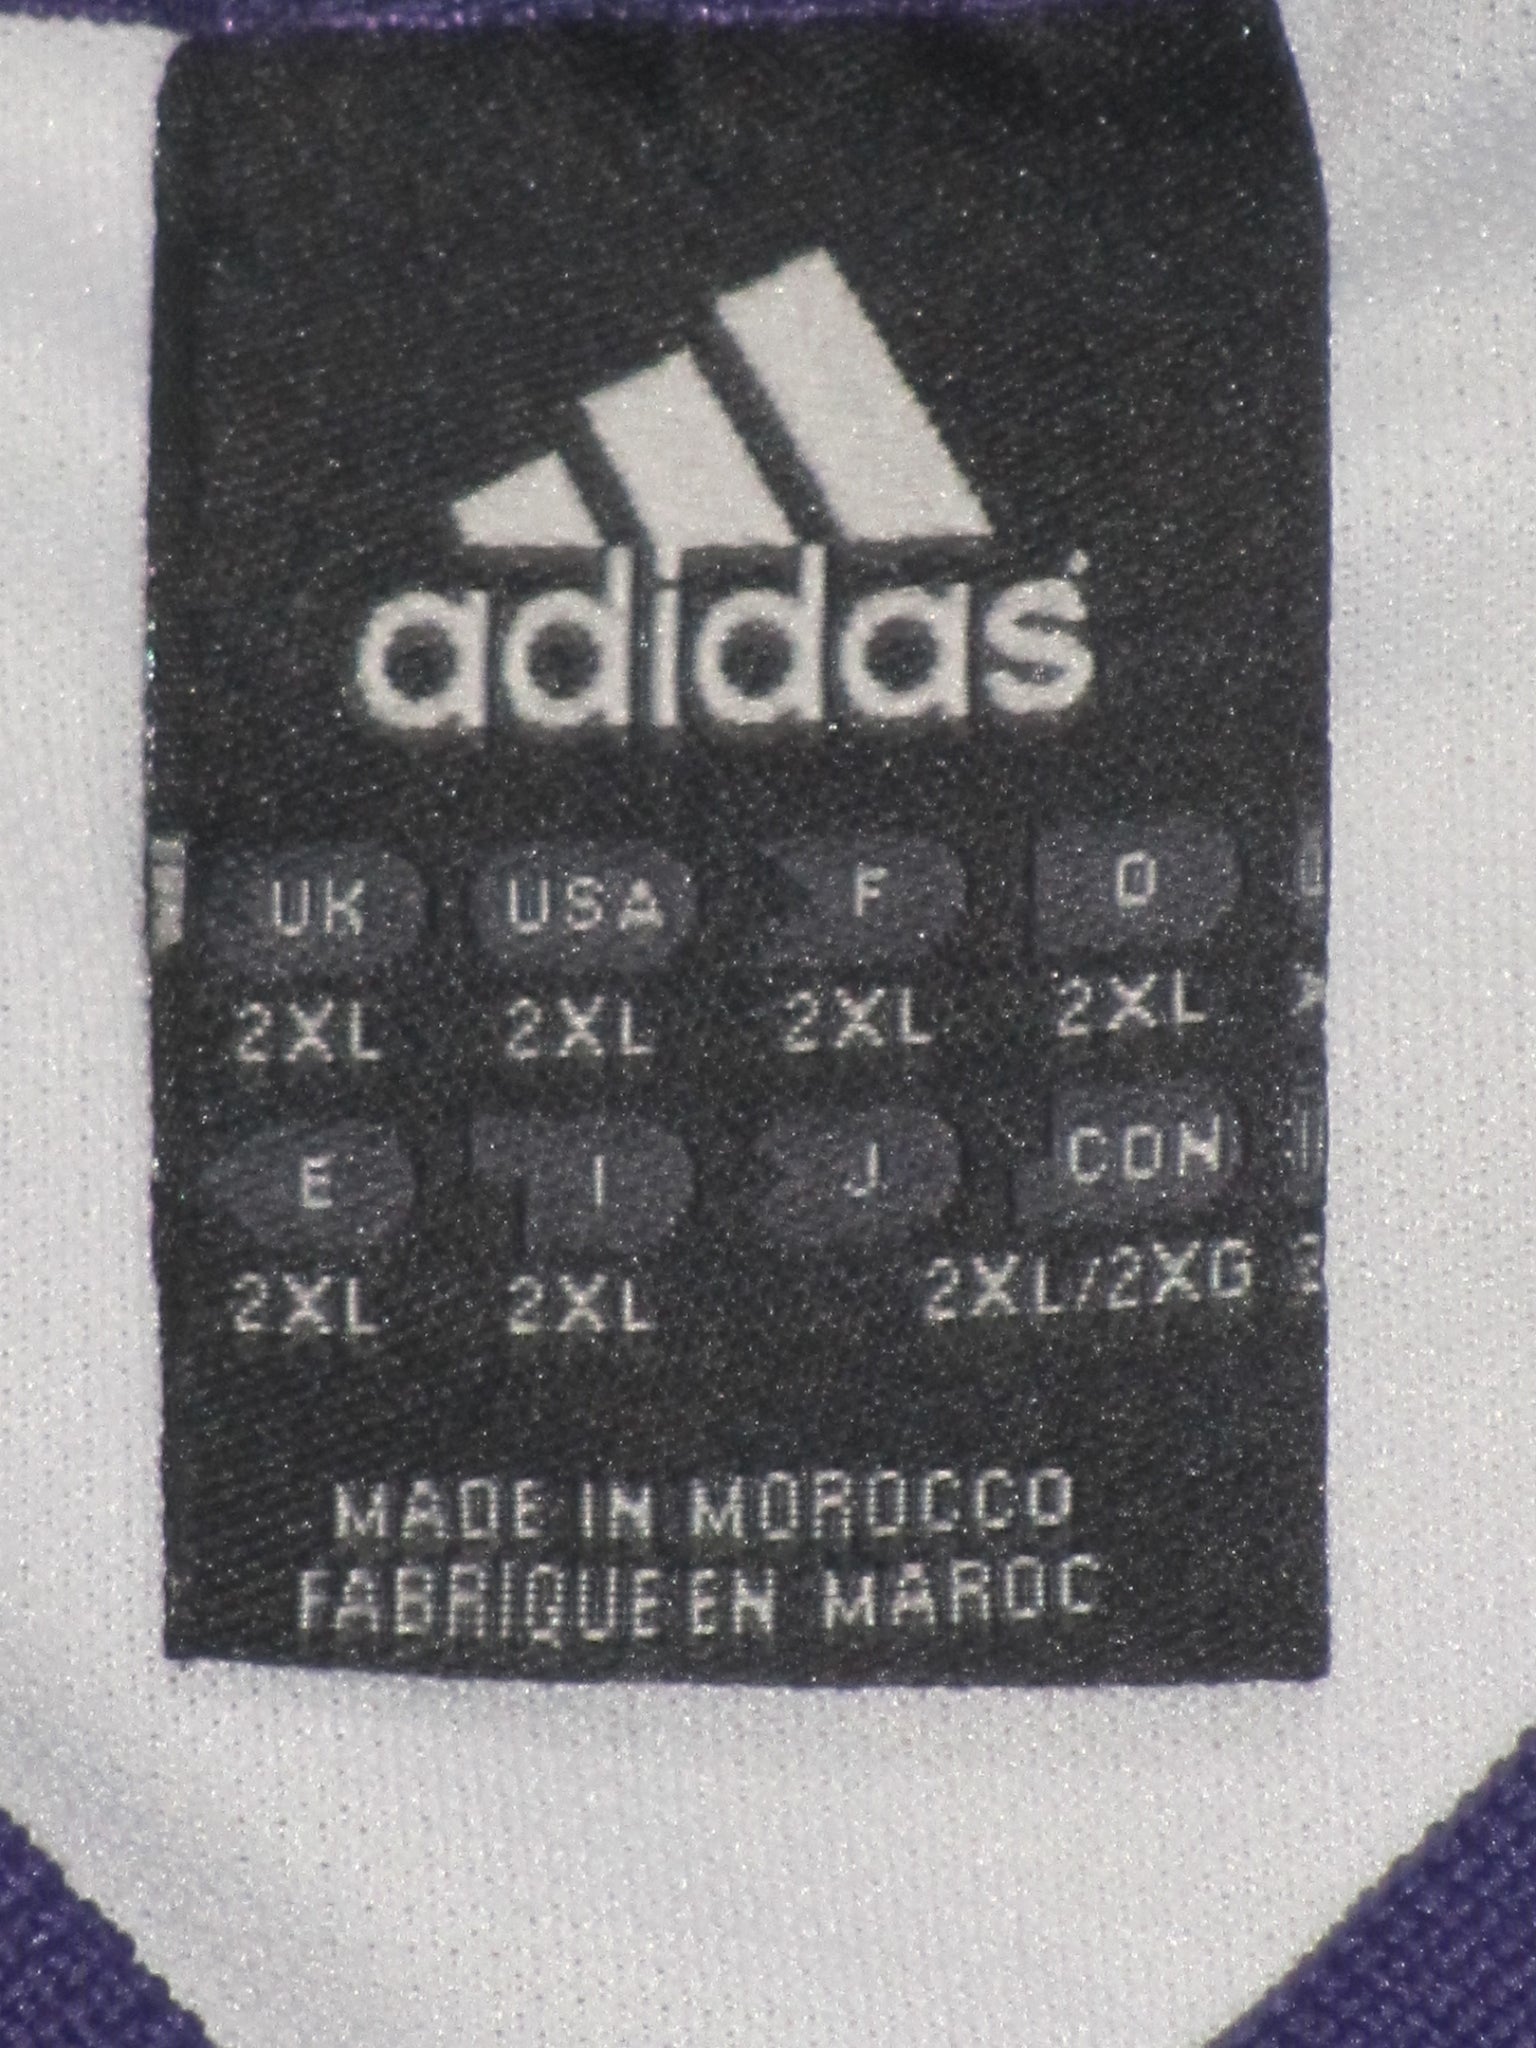 adidas
UK USA F D
2XL 2XL 2XL 2XL
E I J CDN
2XL 2XL 2XL/2XG
MADE IN MOROCCO
FABRIQUE EN MAROC